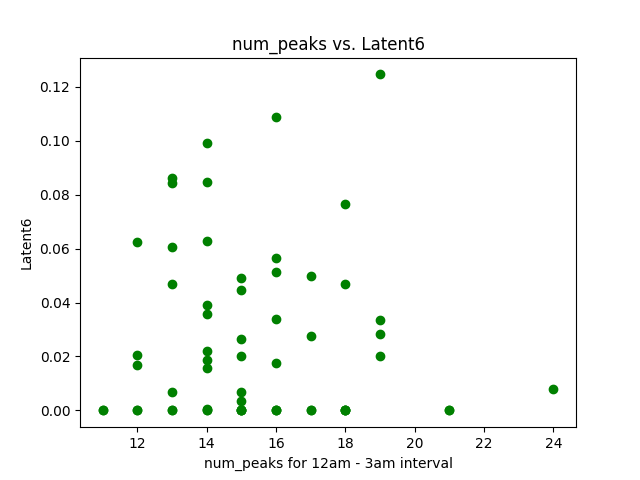 num_peaks vs. Latent6
0.12
0.10
0.08
0.06
0.04
0.02
0.00
Latent6
12 14 16 18 20 22 24
num_peaks for 12am - 3am interval